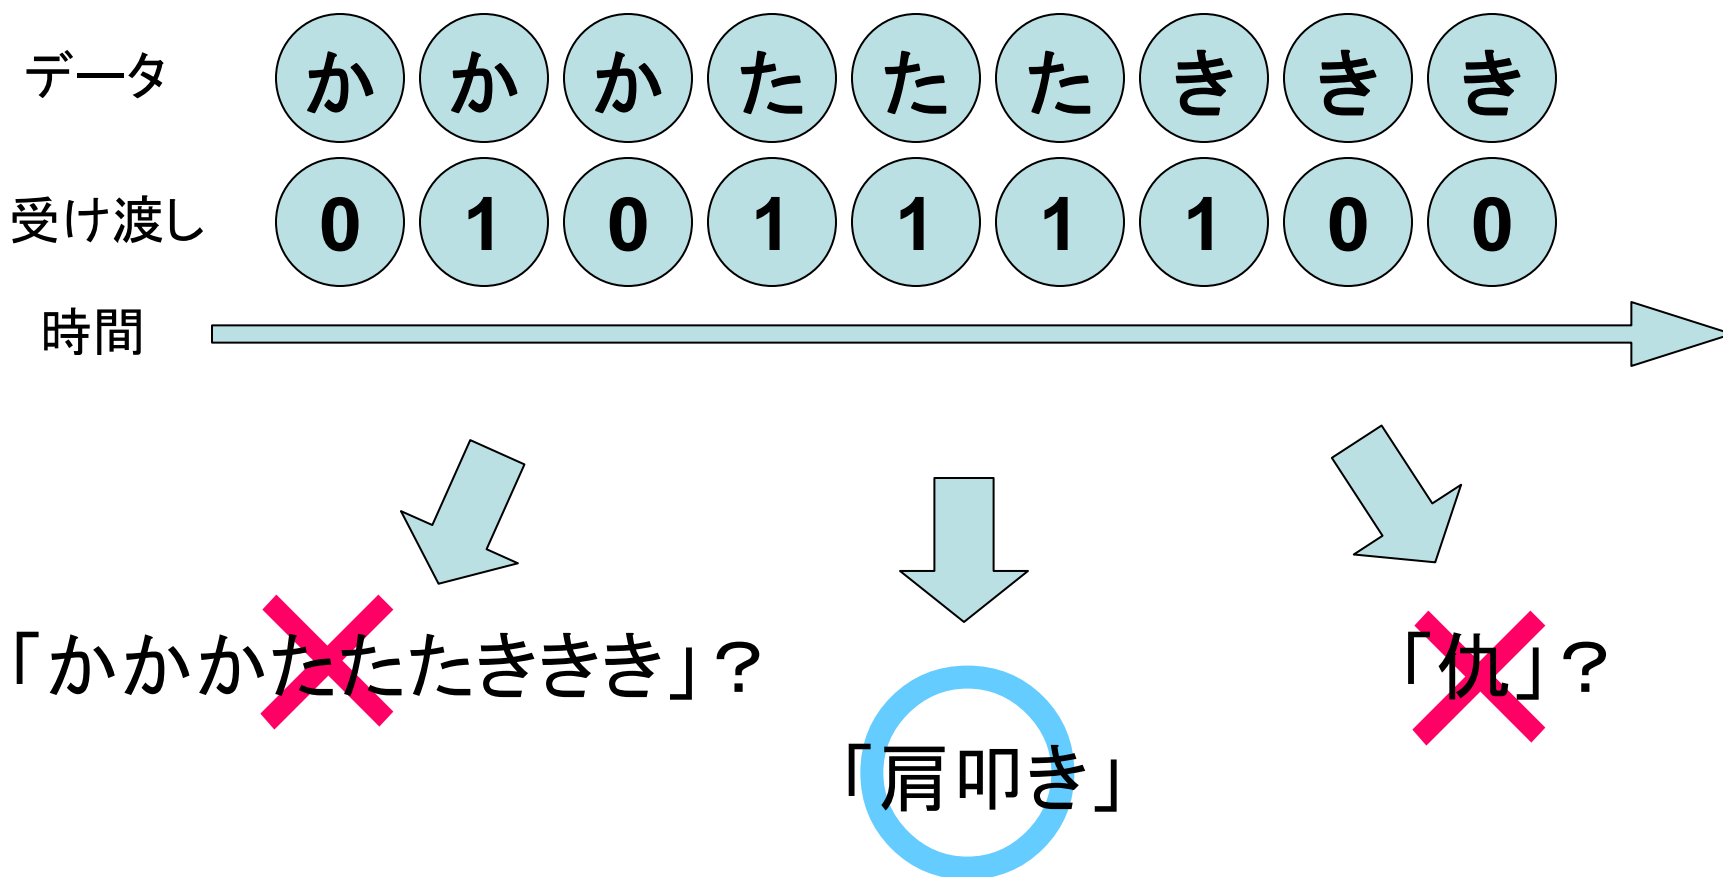 データ かかかたたたききき
受け渡し 0 1 0 1 1 1 1 0 0
時間
「かかかたたたききき」？
「仇」？
「肩叩き」